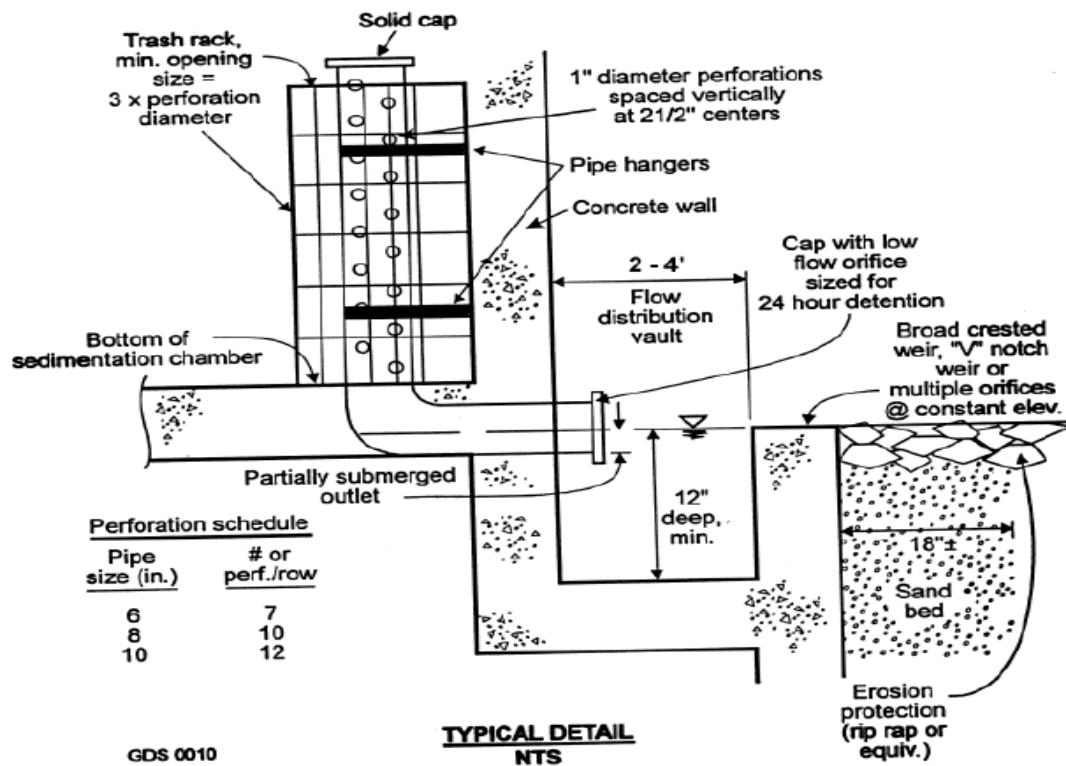 Solid cap
Trash rack,
min. opening
size =
3 x perforation
diameter
1" diameter perforations
spaced vertically
at 21/2" centers
Pipe hangers
Concrete wall
Cap with low
flow orifice
sized for
24 hour detention
2 - 4'
Flow
distribution
vault
Bottom of
sedimentation chamber
Broad crested
weir, "V" notch
weir or
multiple orifices
@ constant elev.
Partially submerged
outlet
12"
deep,
min.
18"±
Sand
bed
Perforation schedule
Pipe
size (in.)
# or
perf./row
6 7
8 10
10 12
Erosion
protection
(rip rap or
equiv.)
TYPICAL DETAIL
NTS
GDS 0010